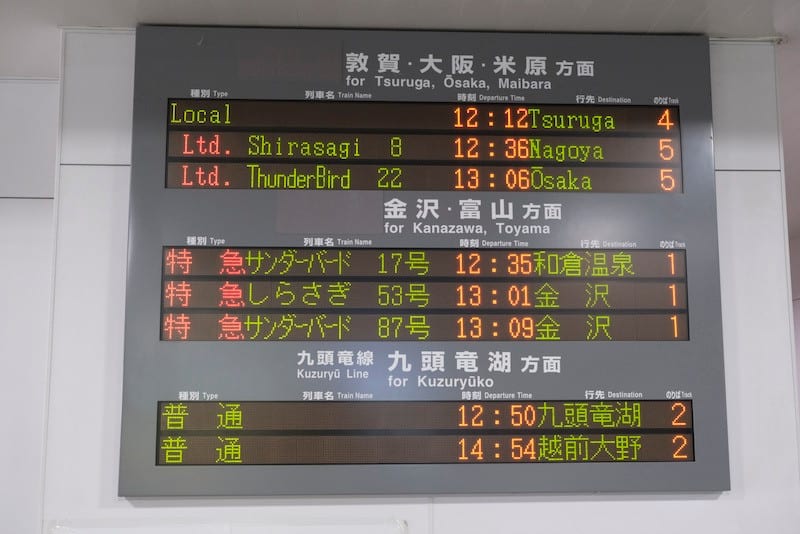 敦賀・大阪・米原 方面
for Tsuruga, Ōsaka, Maibara
種別 Type 列車名 Train Name 時刻 Departure Time 行先 Destination のりば Track
Local 12:12 Tsuruga 4
Ltd. Shirasagi 8 12:36 Nagoya 5
Ltd. ThunderBird 22 13:06 Ōsaka 5
金沢・富山 方面
for Kanazawa, Toyama
種別 Type 列車名 Train Name 時刻 Departure Time 行先 Destination のりば Track
特急 サンダーバード 17号 12:35 和倉温泉 1
特急 しらさぎ 53号 13:01 金沢 1
特急 サンダーバード 87号 13:09 金沢 1
九頭竜線 九頭竜湖 方面
Kuzuryū Line for Kuzuryūko
種別 Type 列車名 Train Name 時刻 Departure Time 行先 Destination のりば Track
普通 12:50 九頭竜湖 2
普通 14:54 越前大野 2